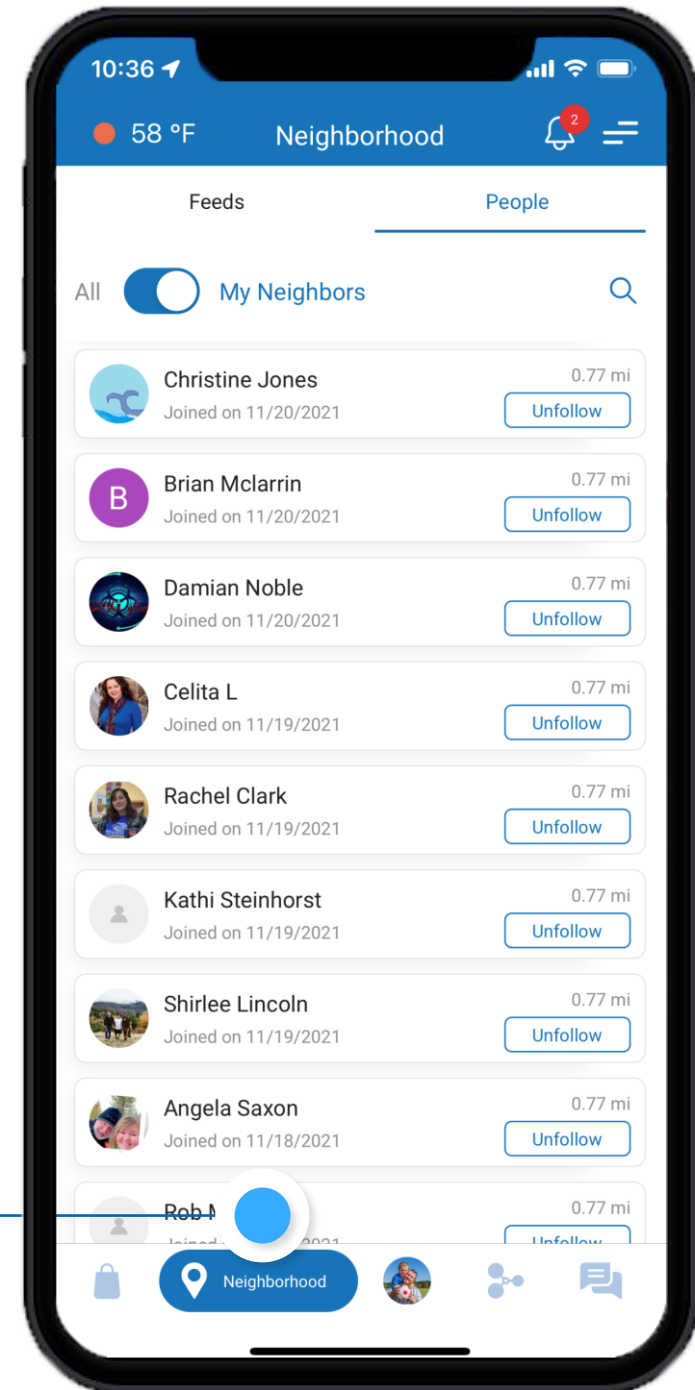 10:36
58 °F Neighborhood 2
Feeds People
All My Neighbors
Christine Jones 0.77 mi
Joined on 11/20/2021 Unfollow
B Brian Mclarrin 0.77 mi
Joined on 11/20/2021 Unfollow
Damian Noble 0.77 mi
Joined on 11/20/2021 Unfollow
Celita L 0.77 mi
Joined on 11/19/2021 Unfollow
Rachel Clark 0.77 mi
Joined on 11/19/2021 Unfollow
Kathi Steinhorst 0.77 mi
Joined on 11/19/2021 Unfollow
Shirlee Lincoln 0.77 mi
Joined on 11/19/2021 Unfollow
Angela Saxon 0.77 mi
Joined on 11/18/2021 Unfollow
Rob 0.77 mi
Joined 2021 Unfollow
Neighborhood